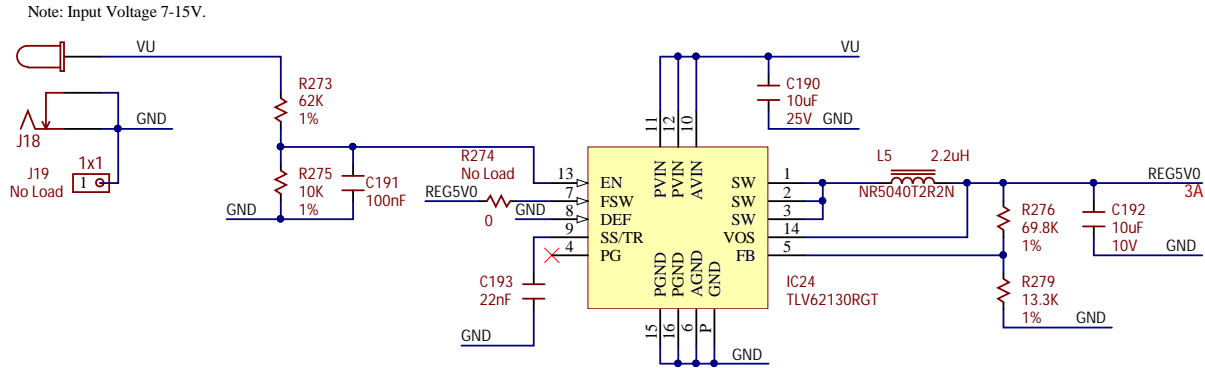 Note: Input Voltage 7-15V.
VU
VU
R273
62K
1%
C190
10uF
25V
GND
11
12
10
GND
J18
J19
No Load
1x1
1
R275
10K
1%
GND
C191
100nF
R274
No Load
REG5V0
0
GND
13
7
8
9
4
EN
FSW
DEF
SS/TR
PG
PVIN
PVIN
AVIN
SW
SW
SW
VOS
FB
PGND
PGND
AGND
GND
1
2
3
14
5
15
16
6
P
GND
IC24
TLV62130RGT
L5
2.2uH
NR5040T2R2N
REG5V0
3A
R276
69.8K
1%
C192
10uF
10V
GND
R279
13.3K
1%
GND
C193
22nF
GND